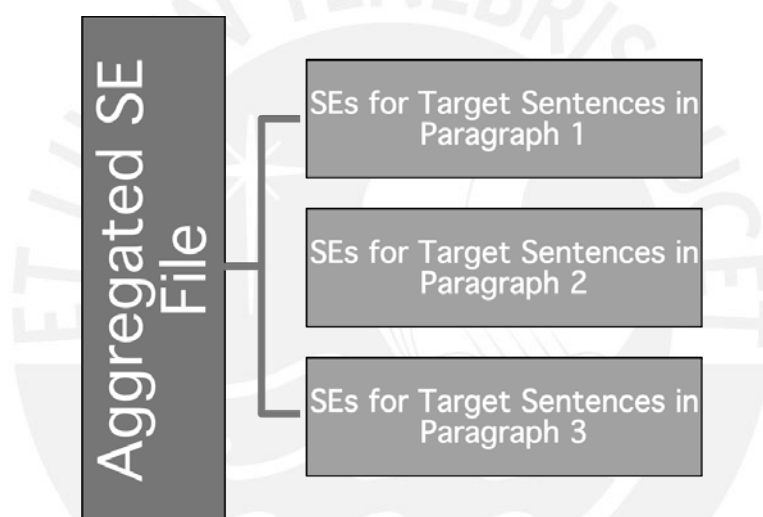 Aggregated SE
File
SEs for Target Sentences in
Paragraph 1
SEs for Target Sentences in
Paragraph 2
SEs for Target Sentences in
Paragraph 3